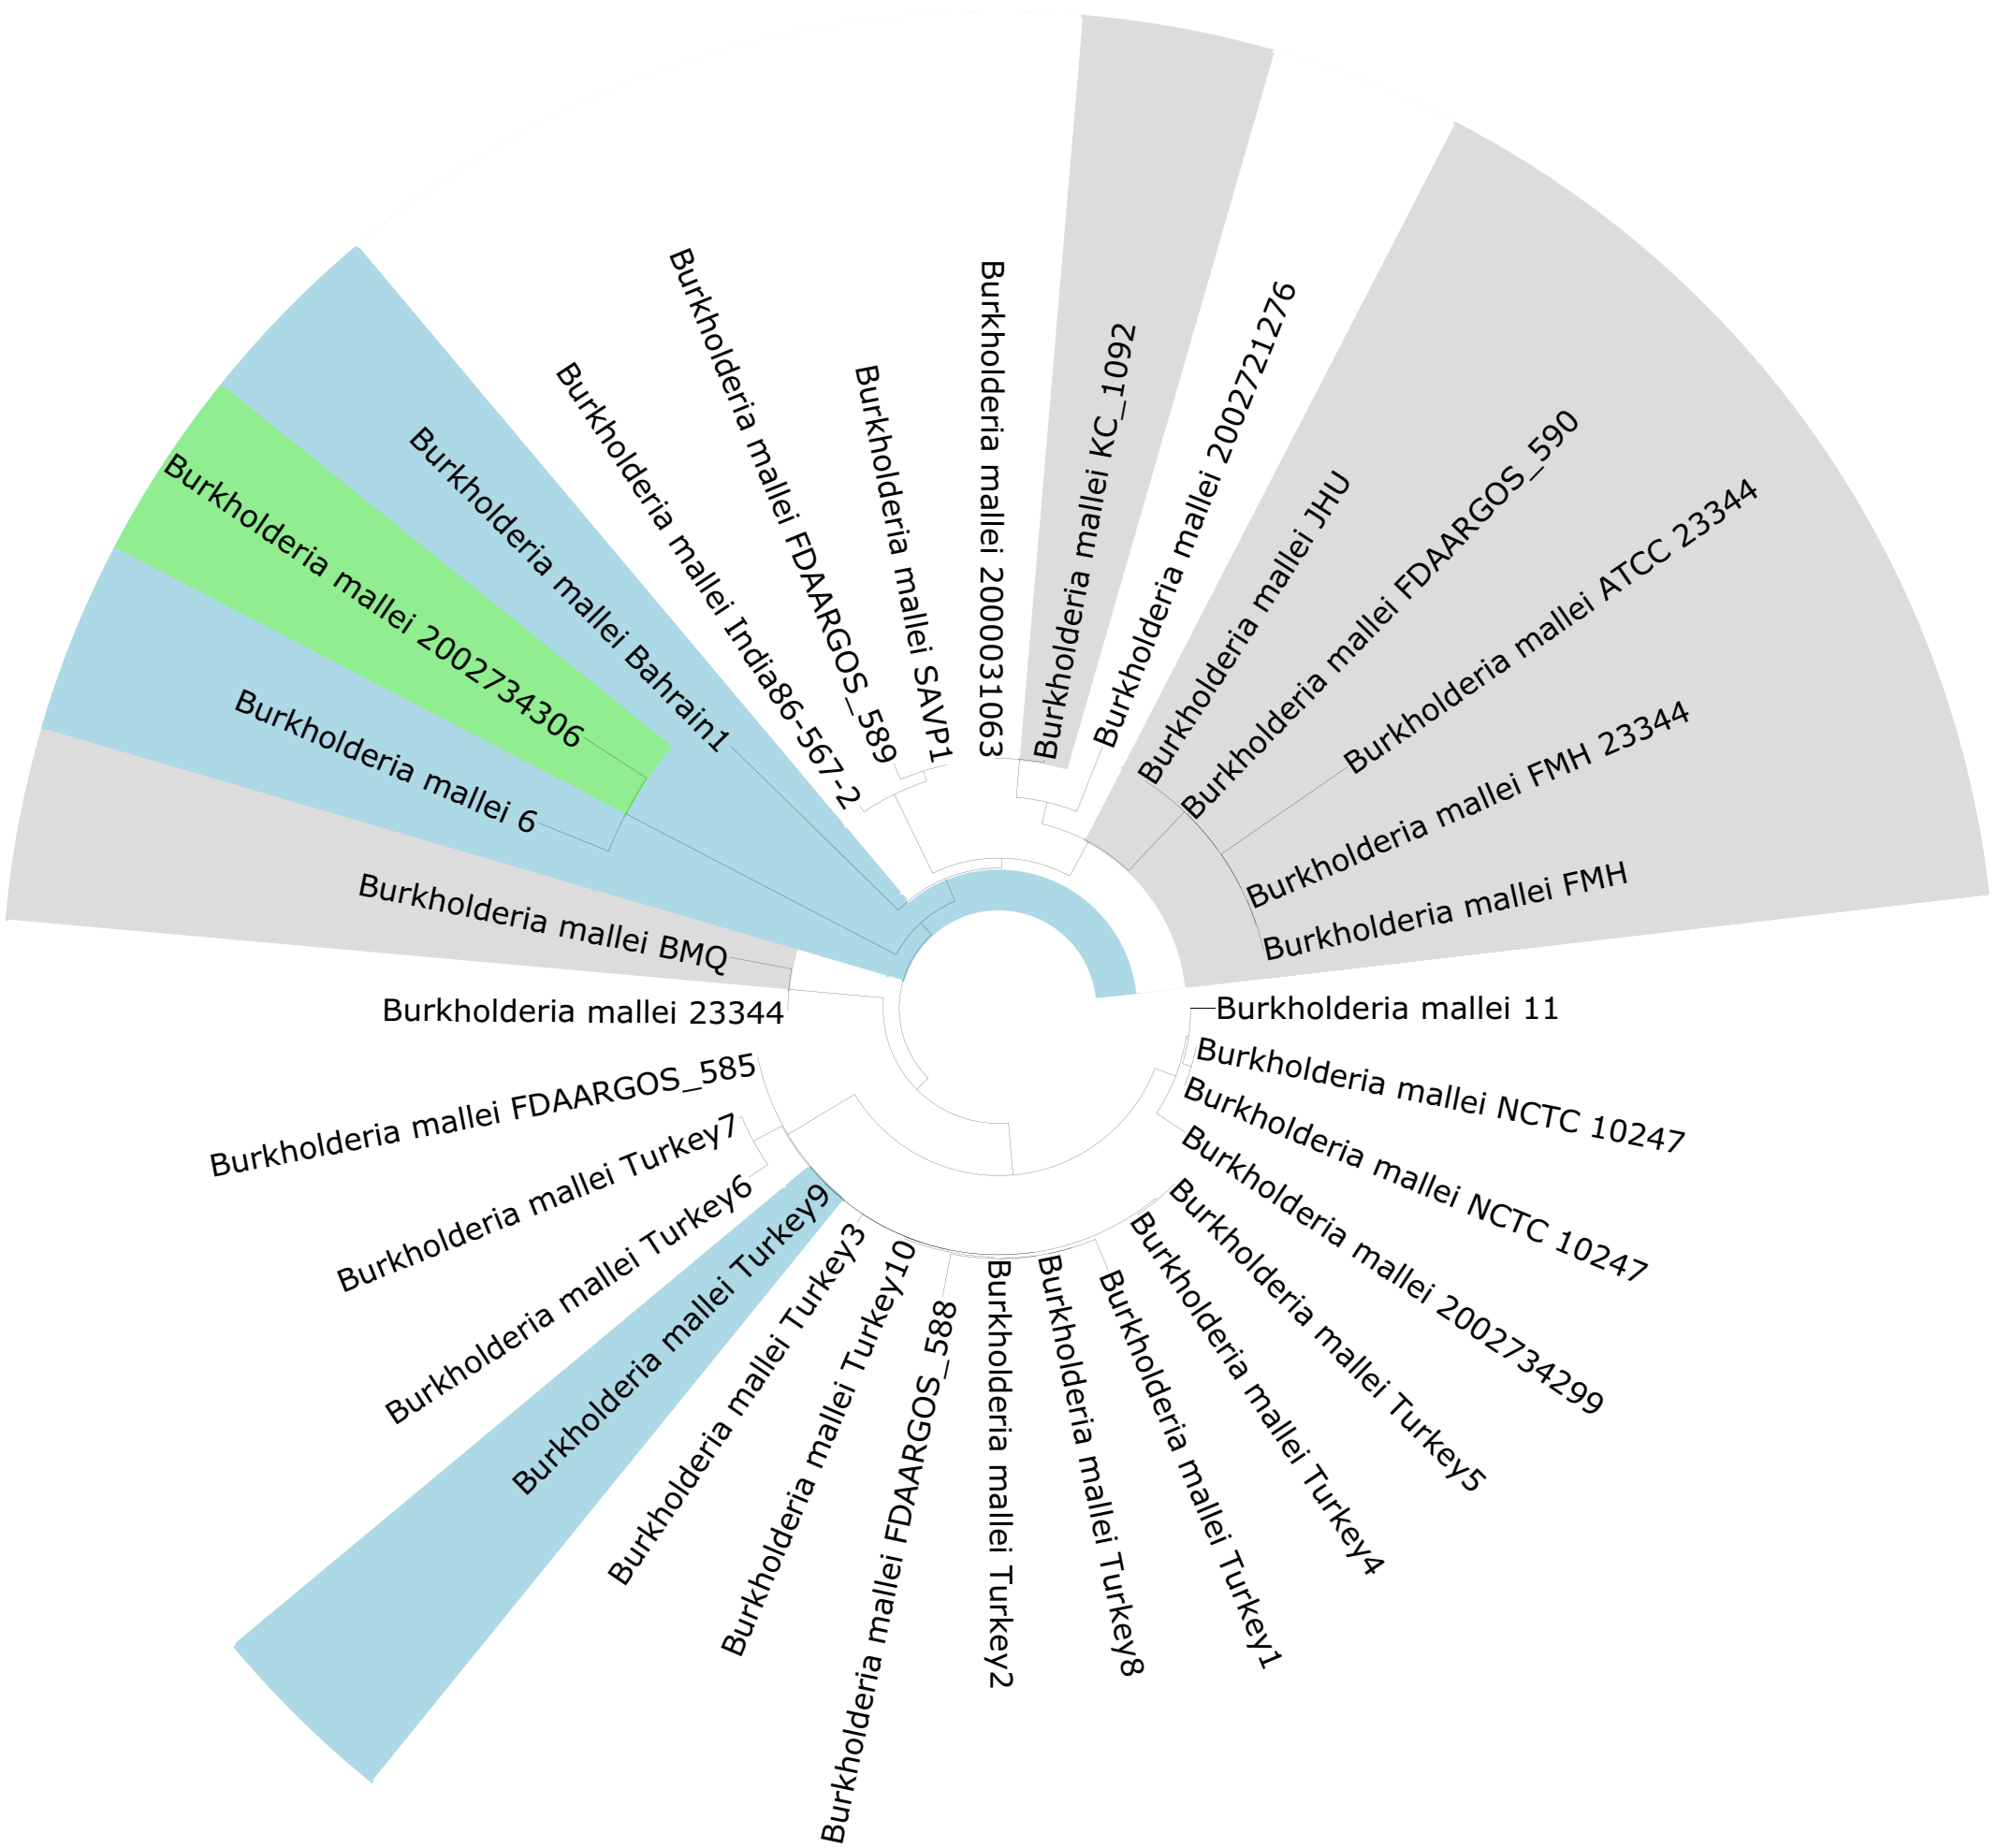 Burkholderia mallei 2000031063
Burkholderia mallei KC_1092
Burkholderia mallei 2002721276
Burkholderia mallei JHU
Burkholderia mallei FDAARGOS_590
Burkholderia mallei ATCC 23344
Burkholderia mallei FMH 23344
Burkholderia mallei FMH
Burkholderia mallei 11
Burkholderia mallei NCTC 10247
Burkholderia mallei NCTC 10247
Burkholderia mallei 2002734299
Burkholderia mallei Turkey5
Burkholderia mallei Turkey4
Burkholderia mallei Turkey1
Burkholderia mallei Turkey8
Burkholderia mallei Turkey2
Burkholderia mallei FDAARGOS_588
Burkholderia mallei Turkey10
Burkholderia mallei Turkey3
Burkholderia mallei Turkey9
Burkholderia mallei Turkey6
Burkholderia mallei Turkey7
Burkholderia mallei FDAARGOS_585
Burkholderia mallei 23344
Burkholderia mallei BMQ
Burkholderia mallei 6
Burkholderia mallei 2002734306
Burkholderia mallei Bahrain1
Burkholderia mallei India86-567-2
Burkholderia mallei FDAARGOS_589
Burkholderia mallei SAVP1